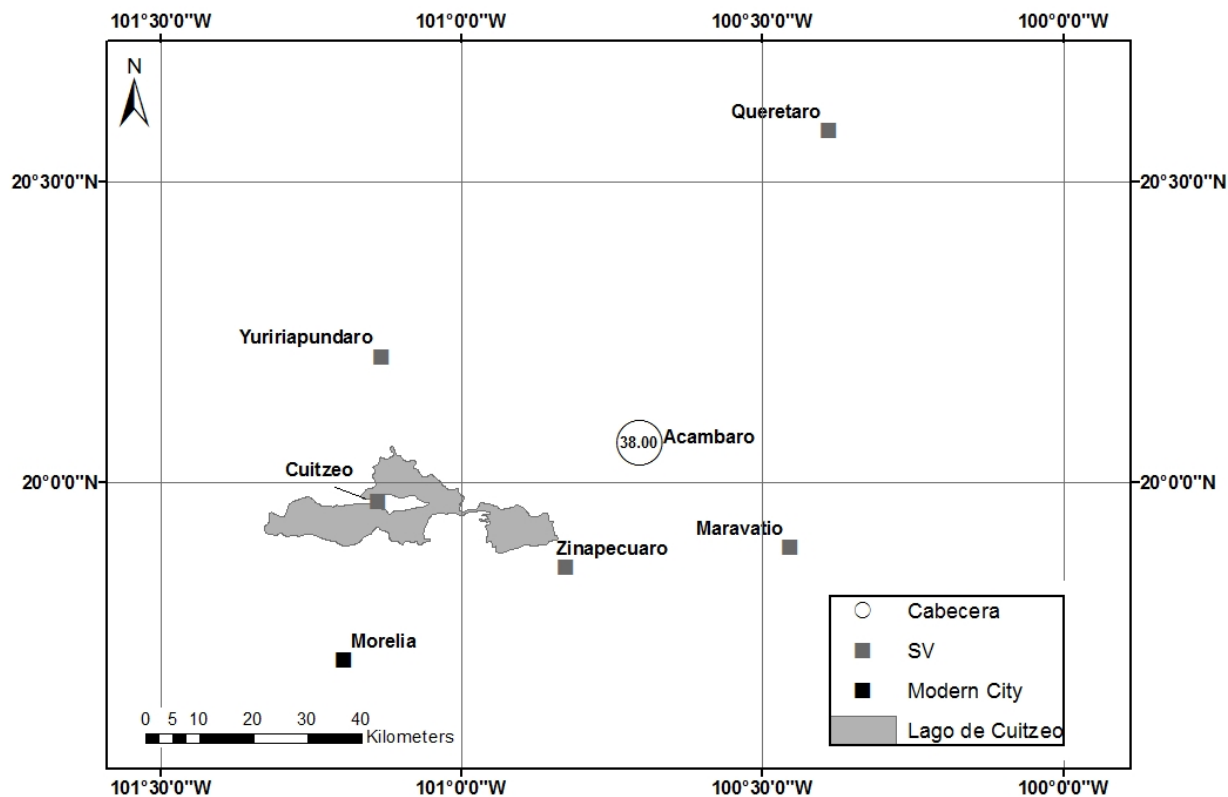 101°30'0"W 101°0'0"W 100°30'0"W 100°0'0"W
N
Queretaro
20°30'0"N 20°30'0"N
Yuririapundaro
38.00 Acambaro
Cuitzeo
20°0'0"N 20°0'0"N
Maravatio
Zinapecuaro
Morelia
Cabecera
SV
Modern City
Lago de Cuitzeo
0 5 10 20 30 40
Kilometers
101°30'0"W 101°0'0"W 100°30'0"W 100°0'0"W